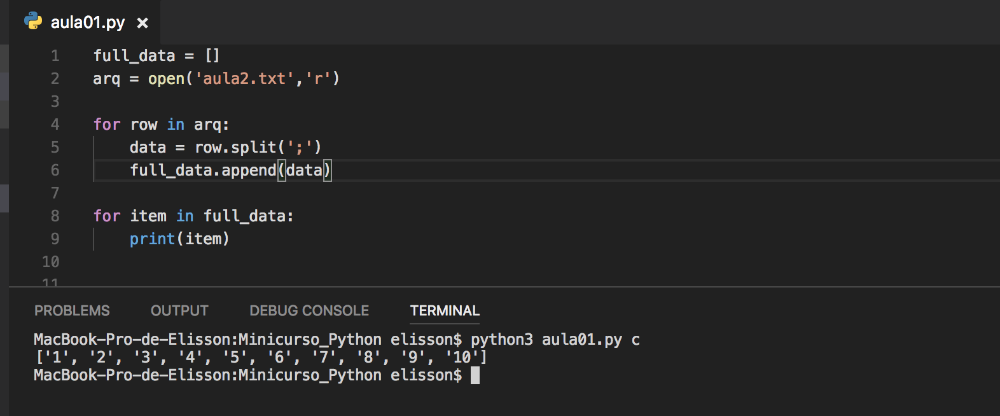 aula01.py ×
1 full_data = []
2 arq = open('aula2.txt','r')
3
4 for row in arq:
5     data = row.split(';')
6     full_data.append(data)
7
8 for item in full_data:
9     print(item)
10
11
PROBLEMS OUTPUT DEBUG CONSOLE TERMINAL
MacBook-Pro-de-Elisson:Minicurso_Python elisson$ python3 aula01.py c
['1', '2', '3', '4', '5', '6', '7', '8', '9', '10']
MacBook-Pro-de-Elisson:Minicurso_Python elisson$